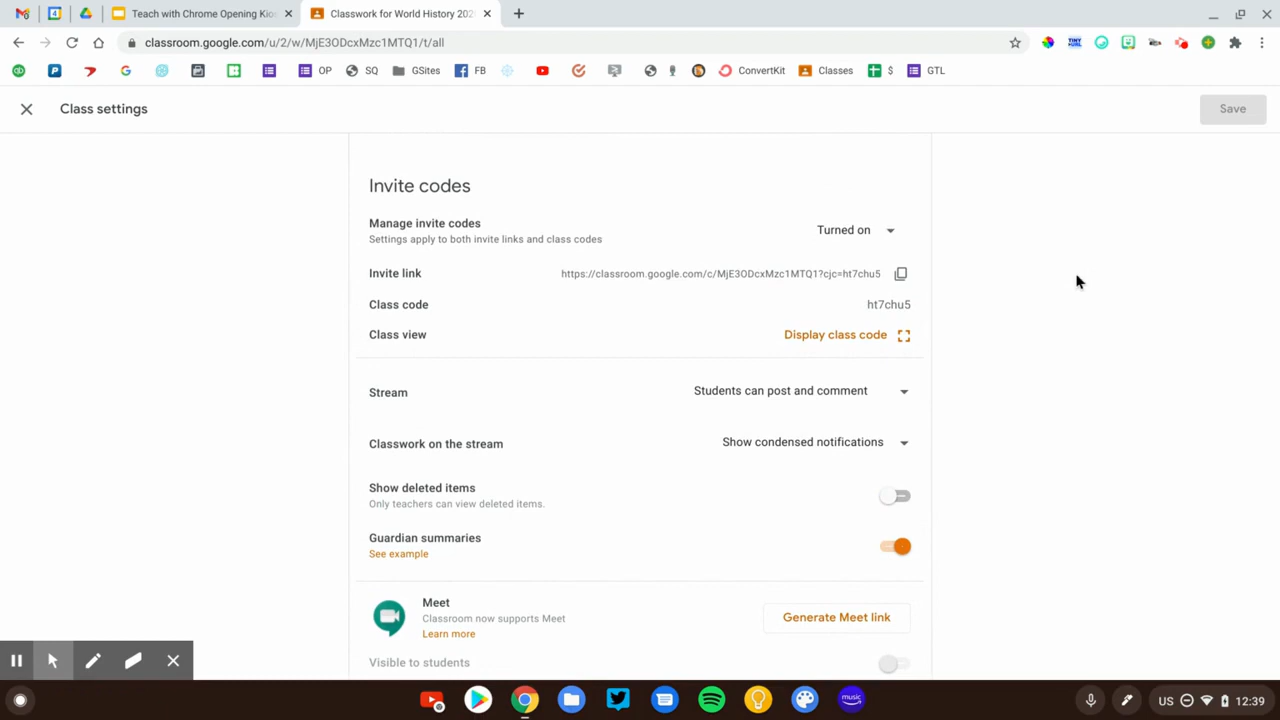 Teach with Chrome Opening Kios
Classwork for World History 202
classroom.google.com/u/2/w/MjE3ODcxMzc1MTQ1/t/all
OP
SQ
GSites
FB
ConvertKit
Classes
$
GTL
Class settings
Save
Invite codes
Manage invite codes
Settings apply to both invite links and class codes
Turned on
Invite link
https://classroom.google.com/c/MjE3ODcxMzc1MTQ1?cjc=ht7chu5
Class code
ht7chu5
Class view
Display class code
Stream
Students can post and comment
Classwork on the stream
Show condensed notifications
Show deleted items
Only teachers can view deleted items.
Guardian summaries
See example
Meet
Classroom now supports Meet
Learn more
Generate Meet link
Visible to students
music
US
12:39